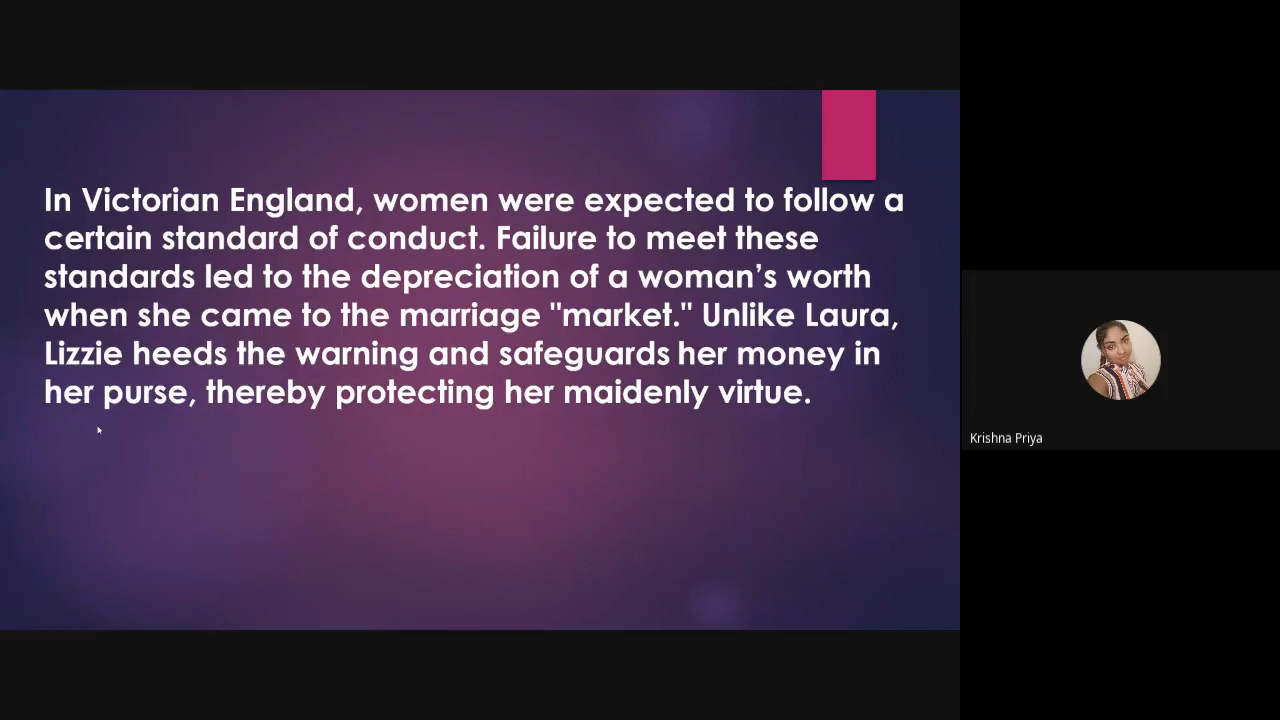 In Victorian England, women were expected to follow a
certain standard of conduct. Failure to meet these
standards led to the depreciation of a woman’s worth
when she came to the marriage "market." Unlike Laura,
Lizzie heeds the warning and safeguards her money in
her purse, thereby protecting her maidenly virtue.
Krishna Priya